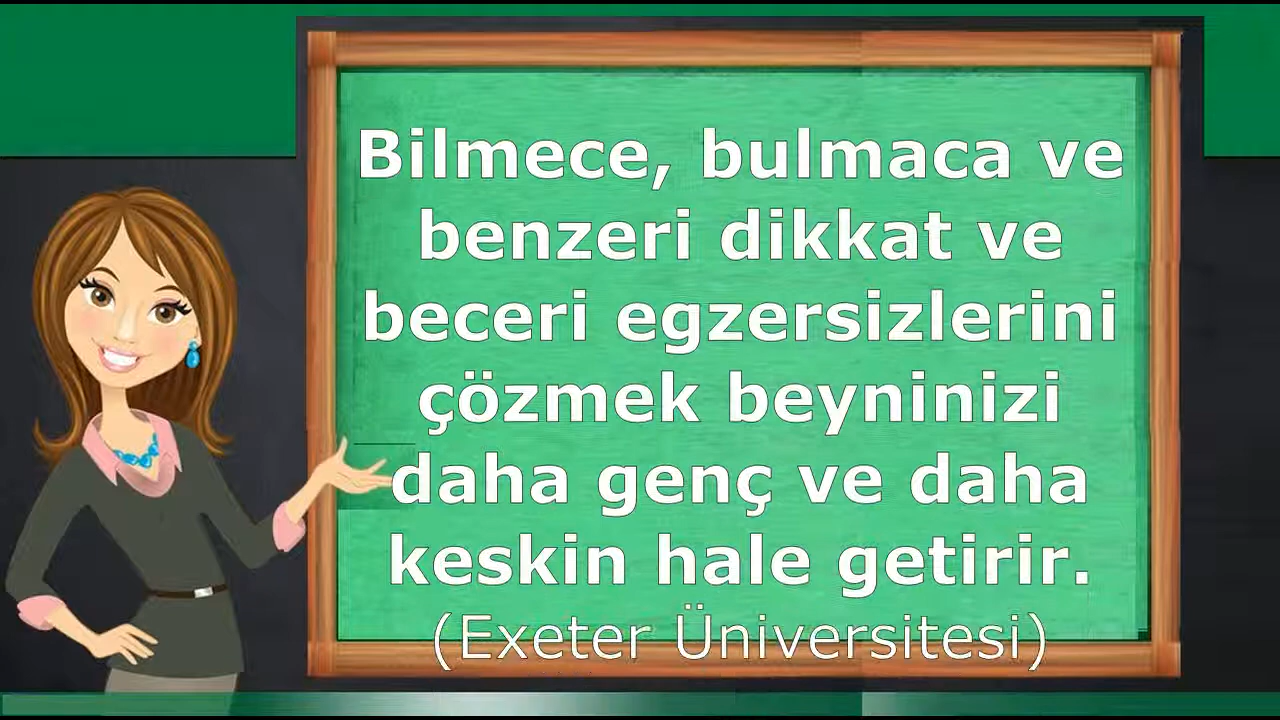 Bilmece, bulmaca ve
benzeri dikkat ve
beceri egzersizlerini
çözmek beyninizi
daha genç ve daha
keskin hale getirir.
(Exeter Üniversitesi)